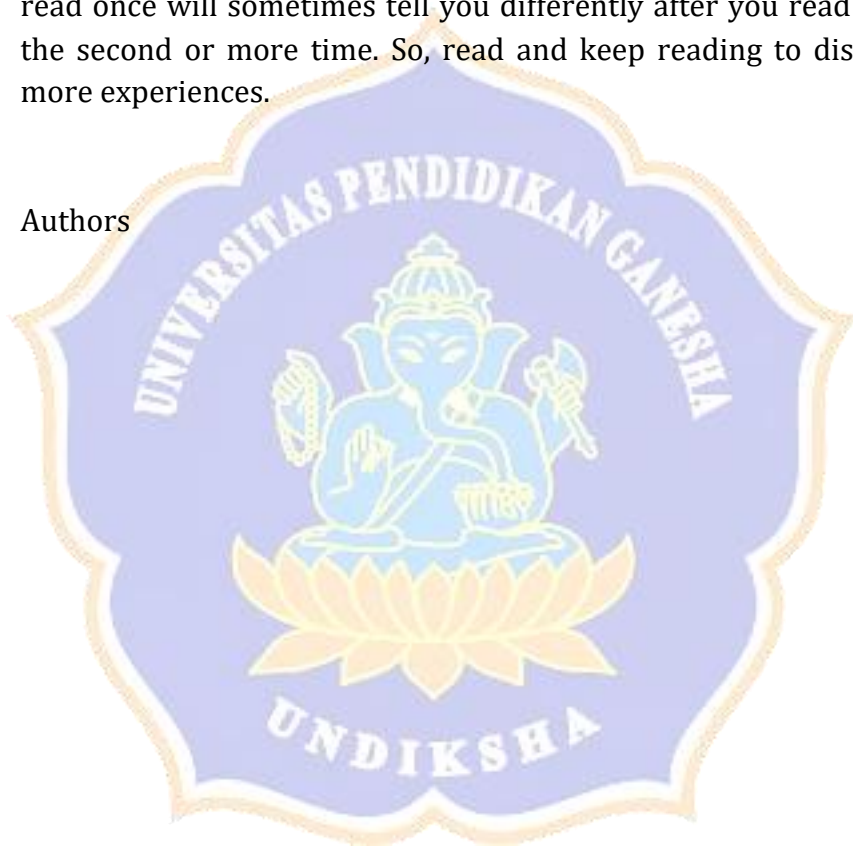 read once will sometimes tell you differently after you read
the second or more time. So, read and keep reading to dis
more experiences.
Authors
UNIVERSITAS PENDIDIKAN GANESHA
UNDIKSHA